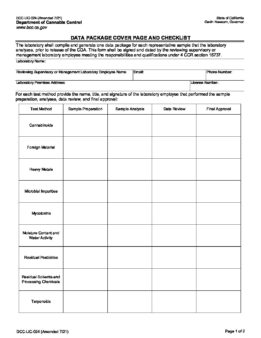 DCC-LIC-024 (Amended 7/21)
State of California
Department of Cannabis Control
Gavin Newsom, Governor
www.dcc.ca.gov
DATA PACKAGE COVER PAGE AND CHECKLIST
The laboratory shall compile and generate one data package for each representative sample that the laboratory
analyzes, prior to release of the COA. This form shall be signed and dated by the reviewing supervisory or
management laboratory employee meeting the responsibilities and qualifications under 4 CCR section 15737.
Laboratory Name:
Reviewing Supervisory or Management Laboratory Employee Name: Email: Phone Number:
Laboratory Premises Address: License Number:
For each test method provide the name, title, and signature of the laboratory employee that performed the sample
preparation, analyses, data review, and final approval:
Test Method Sample Preparation Sample Analysis Data Review Final Approval
Cannabinoids
Foreign Material
Heavy Metals
Microbial Impurities
Mycotoxins
Moisture Content and
Water Activity
Residual Pesticides
Residual Solvents and
Processing Chemicals
Terpenoids
DCC-LIC-024 (Amended 7/21)
Page 1 of 2